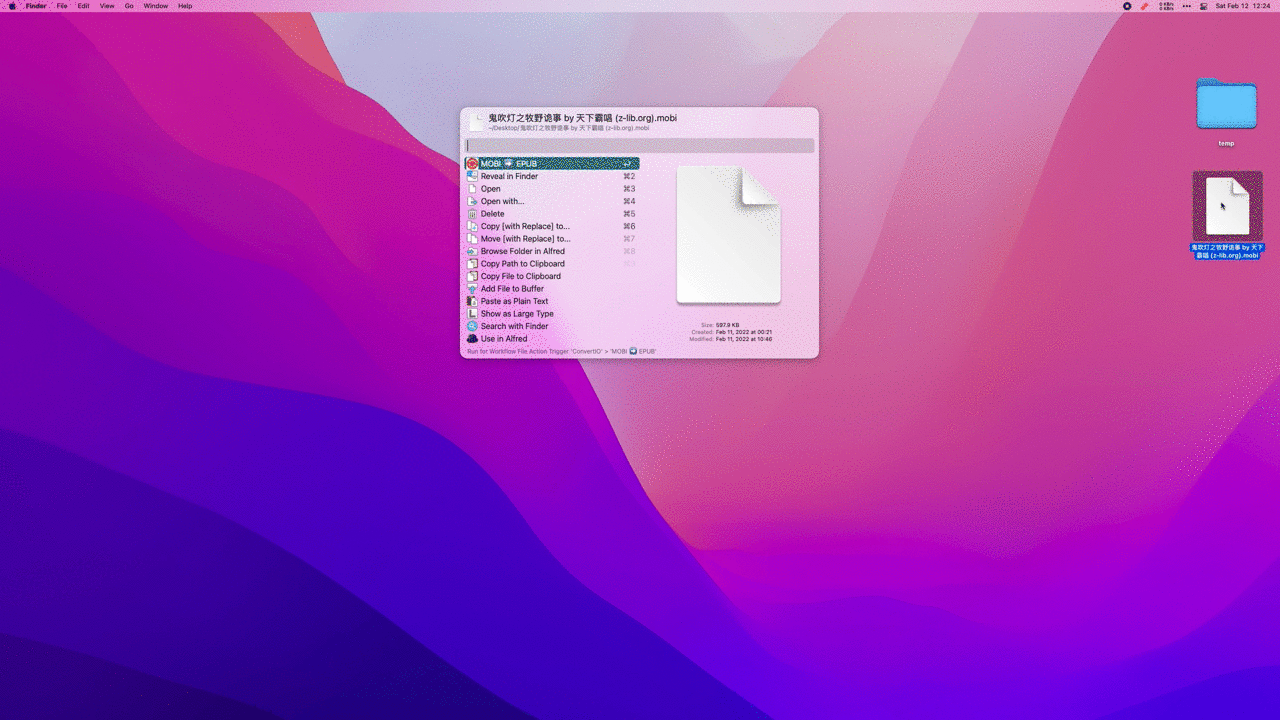 Finder File Edit View Go Window Help
0 KB/s
0 KB/s
Sat Feb 12 12:24
鬼吹灯之牧野诡事 by 天下霸唱 (z-lib.org).mobi
~/Desktop/鬼吹灯之牧野诡事 by 天下霸唱 (z-lib.org).mobi
MOBI ➡️ EPUB ↩
Reveal in Finder ⌘2
Open ⌘3
Open with... ⌘4
Delete ⌘5
Copy [with Replace] to... ⌘6
Move [with Replace] to... ⌘7
Browse Folder in Alfred ⌘8
Copy Path to Clipboard ⌘9
Copy File to Clipboard
Add File to Buffer
Paste as Plain Text
Show as Large Type
Search with Finder
Use in Alfred
Size: 597.9 KB
Created: Feb 11, 2022 at 00:21
Modified: Feb 11, 2022 at 10:46
Run for Workflow File Action Trigger 'ConvertIO' > 'MOBI ➡️ EPUB'
temp
鬼吹灯之牧野诡事 by 天下
霸唱 (z-lib.org).mobi